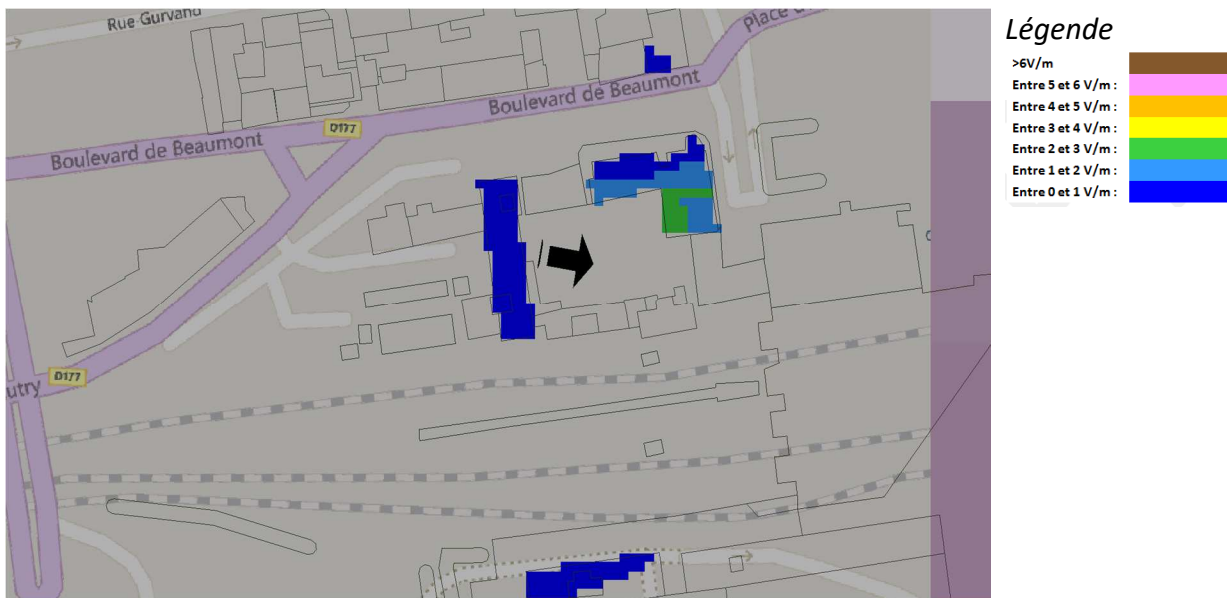 Rue Gurvand
Place d
Boulevard de Beaumont
D177
Boulevard de Beaumont
D177
utry
Légende
>6V/m
Entre 5 et 6 V/m :
Entre 4 et 5 V/m :
Entre 3 et 4 V/m :
Entre 2 et 3 V/m :
Entre 1 et 2 V/m :
Entre 0 et 1 V/m :